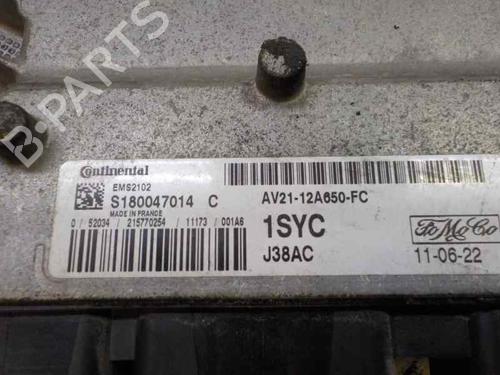 Continental
EMS2102
S180047014 C
MADE IN FRANCE
0 / 52034 / 215770254 / 11173 / 001A6
AV21-12A650-FC
1SYC
J38AC
FoMoCo
11-06-22